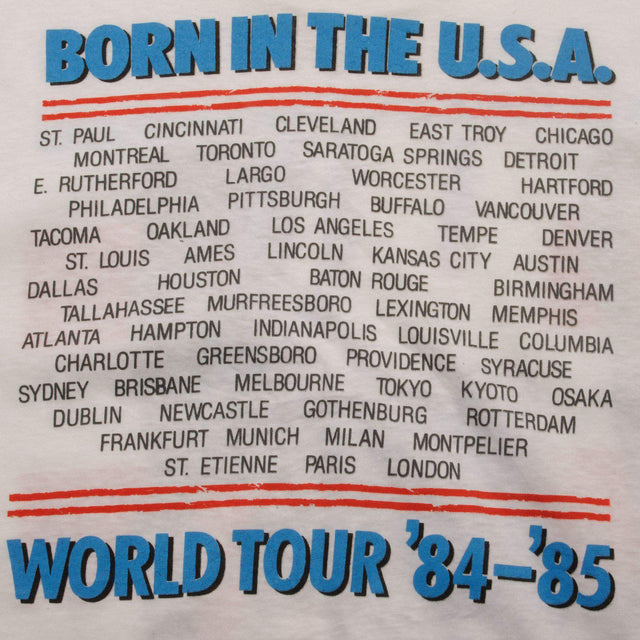 BORN IN THE U.S.A.
ST. PAUL CINCINNATI CLEVELAND EAST TROY CHICAGO
MONTREAL TORONTO SARATOGA SPRINGS DETROIT
E. RUTHERFORD LARGO WORCESTER HARTFORD
PHILADELPHIA PITTSBURGH BUFFALO VANCOUVER
TACOMA OAKLAND LOS ANGELES TEMPE DENVER
ST. LOUIS AMES LINCOLN KANSAS CITY AUSTIN
DALLAS HOUSTON BATON ROUGE BIRMINGHAM
TALLAHASSEE MURFREESBORO LEXINGTON MEMPHIS
ATLANTA HAMPTON INDIANAPOLIS LOUISVILLE COLUMBIA
CHARLOTTE GREENSBORO PROVIDENCE SYRACUSE
SYDNEY BRISBANE MELBOURNE TOKYO KYOTO OSAKA
DUBLIN NEWCASTLE GOTHENBURG ROTTERDAM
FRANKFURT MUNICH MILAN MONTPELIER
ST. ETIENNE PARIS LONDON
WORLD TOUR '84–'85